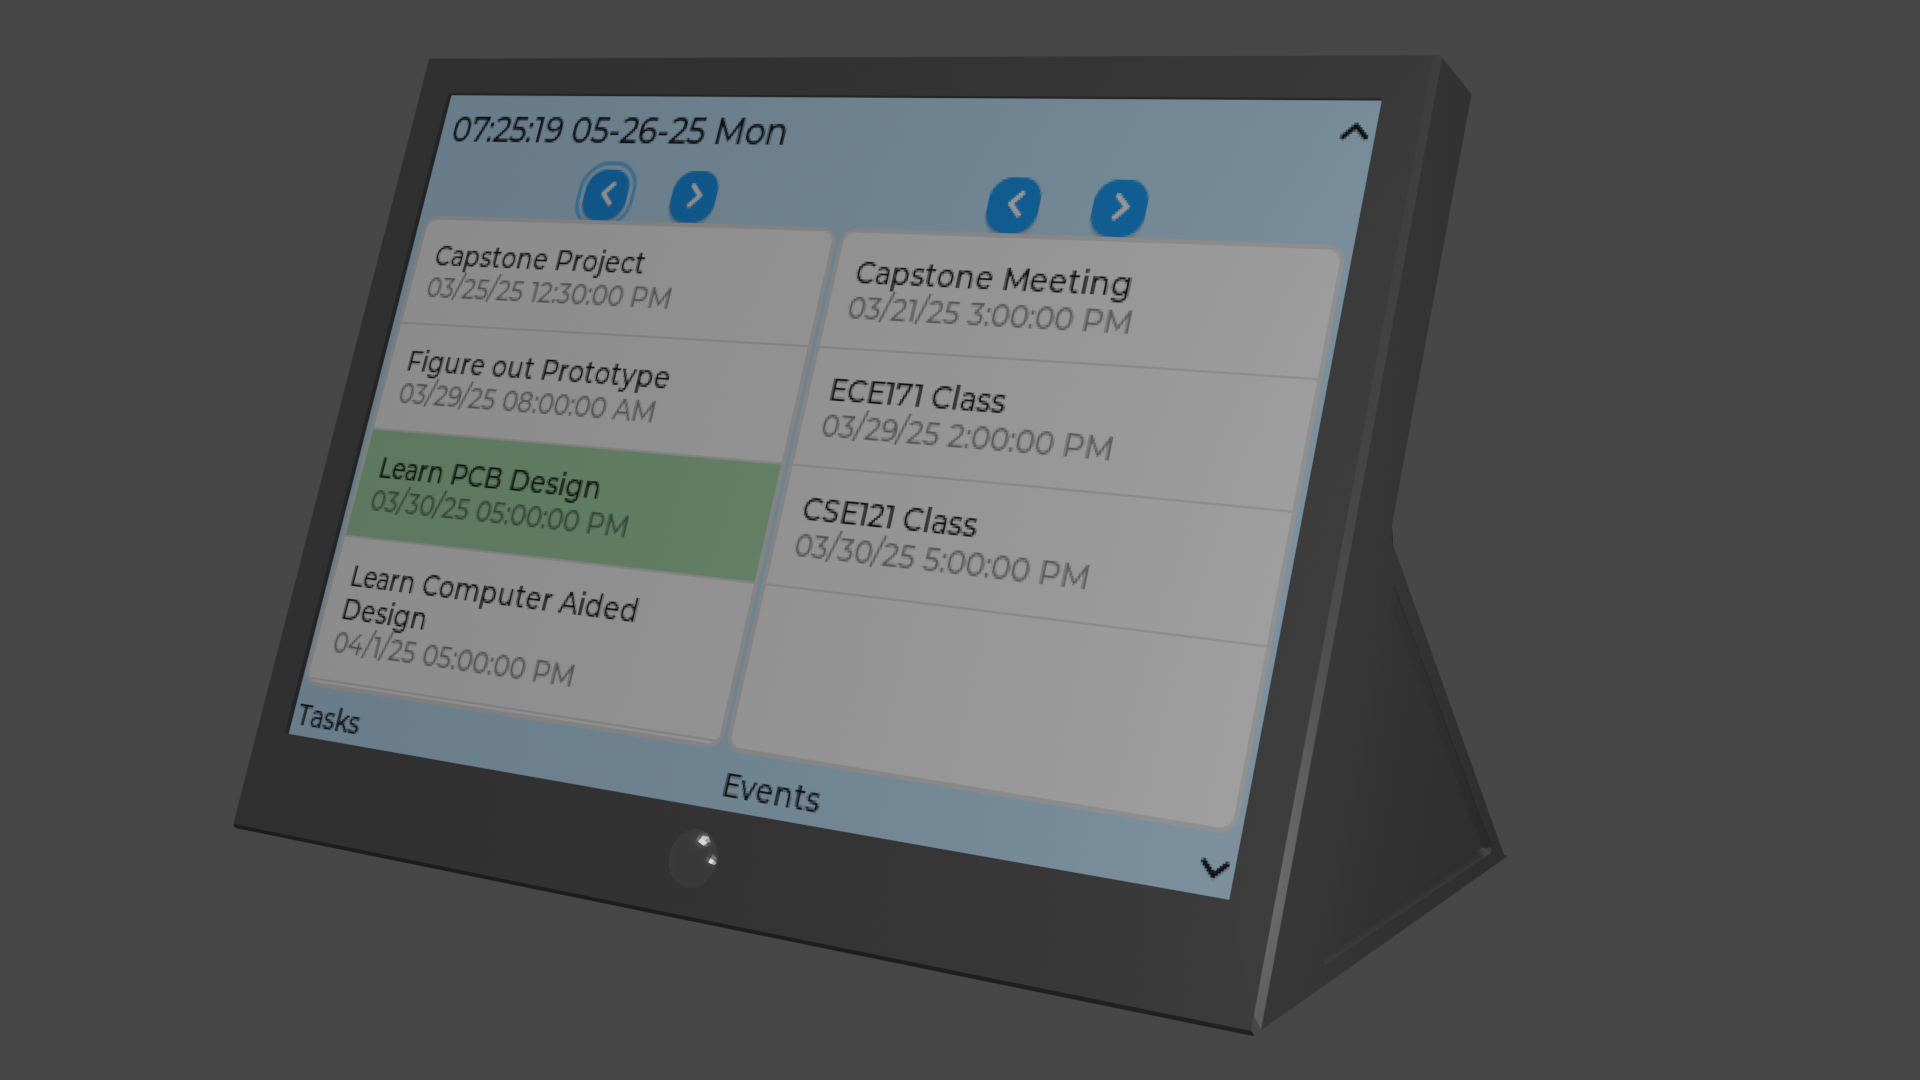 07:25:19 05-26-25 Mon
Capstone Project
03/25/25 12:30:00 PM
Figure out Prototype
03/29/25 08:00:00 AM
Learn PCB Design
03/30/25 05:00:00 PM
Learn Computer Aided
Design
04/1/25 05:00:00 PM
Tasks
Capstone Meeting
03/21/25 3:00:00 PM
ECE171 Class
03/29/25 2:00:00 PM
CSE121 Class
03/30/25 5:00:00 PM
Events